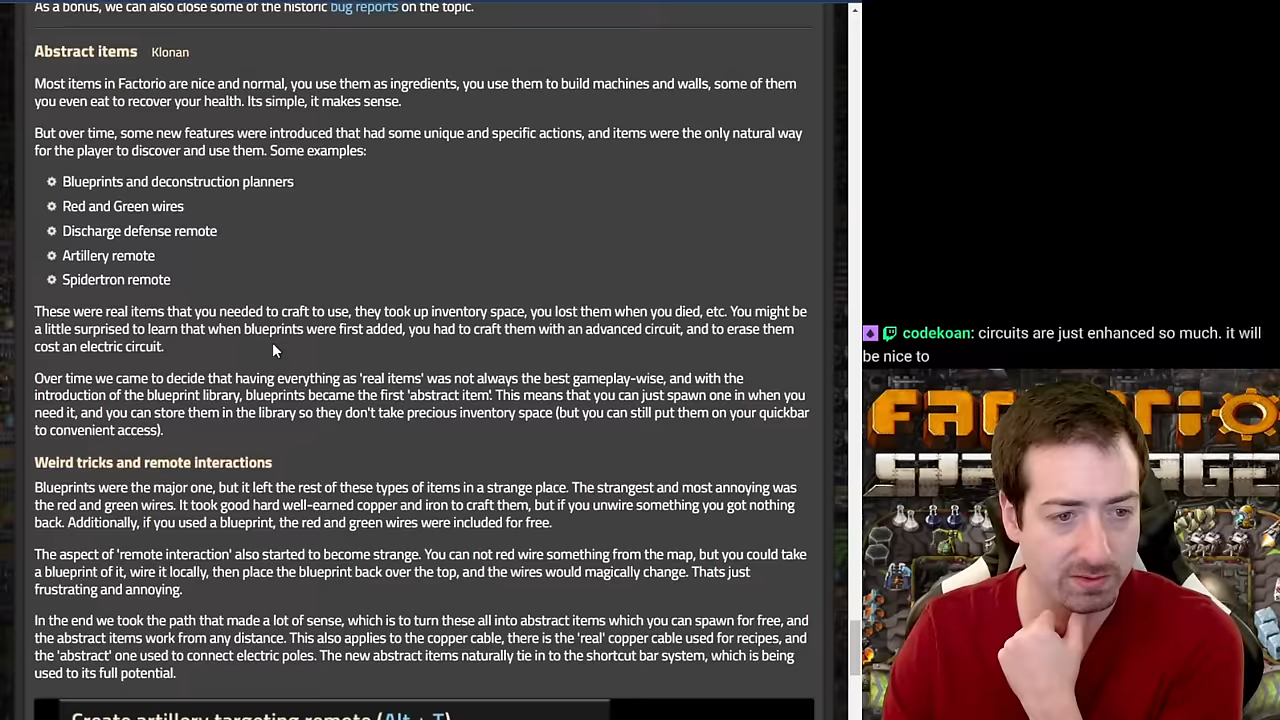 As a bonus, we can also close some of the historic bug reports on the topic.
Abstract items Klonan
Most items in Factorio are nice and normal, you use them as ingredients, you use them to build machines and walls, some of them
you even eat to recover your health. Its simple, it makes sense.
But over time, some new features were introduced that had some unique and specific actions, and items were the only natural way
for the player to discover and use them. Some examples:
Blueprints and deconstruction planners
Red and Green wires
Discharge defense remote
Artillery remote
Spidertron remote
These were real items that you needed to craft to use, they took up inventory space, you lost them when you died, etc. You might be
a little surprised to learn that when blueprints were first added, you had to craft them with an advanced circuit, and to erase them
cost an electric circuit.
Over time we came to decide that having everything as 'real items' was not always the best gameplay-wise, and with the
introduction of the blueprint library, blueprints became the first 'abstract item'. This means that you can just spawn one in when you
need it, and you can store them in the library so they don't take precious inventory space (but you can still put them on your quickbar
to convenient access).
Weird tricks and remote interactions
Blueprints were the major one, but it left the rest of these types of items in a strange place. The strangest and most annoying was
the red and green wires. It took good hard well-earned copper and iron to craft them, but if you unwire something you got nothing
back. Additionally, if you used a blueprint, the red and green wires were included for free.
The aspect of 'remote interaction' also started to become strange. You can not red wire something from the map, but you could take
a blueprint of it, wire it locally, then place the blueprint back over the top, and the wires would magically change. Thats just
frustrating and annoying.
In the end we took the path that made a lot of sense, which is to turn these all into abstract items which you can spawn for free, and
the abstract items work from any distance. This also applies to the copper cable, there is the 'real' copper cable used for recipes, and
the 'abstract' one used to connect electric poles. The new abstract items naturally tie in to the shortcut bar system, which is being
used to its full potential.
Create artillery targeting remote (Alt + T)
codekoan: circuits are just enhanced so much. it will
be nice to